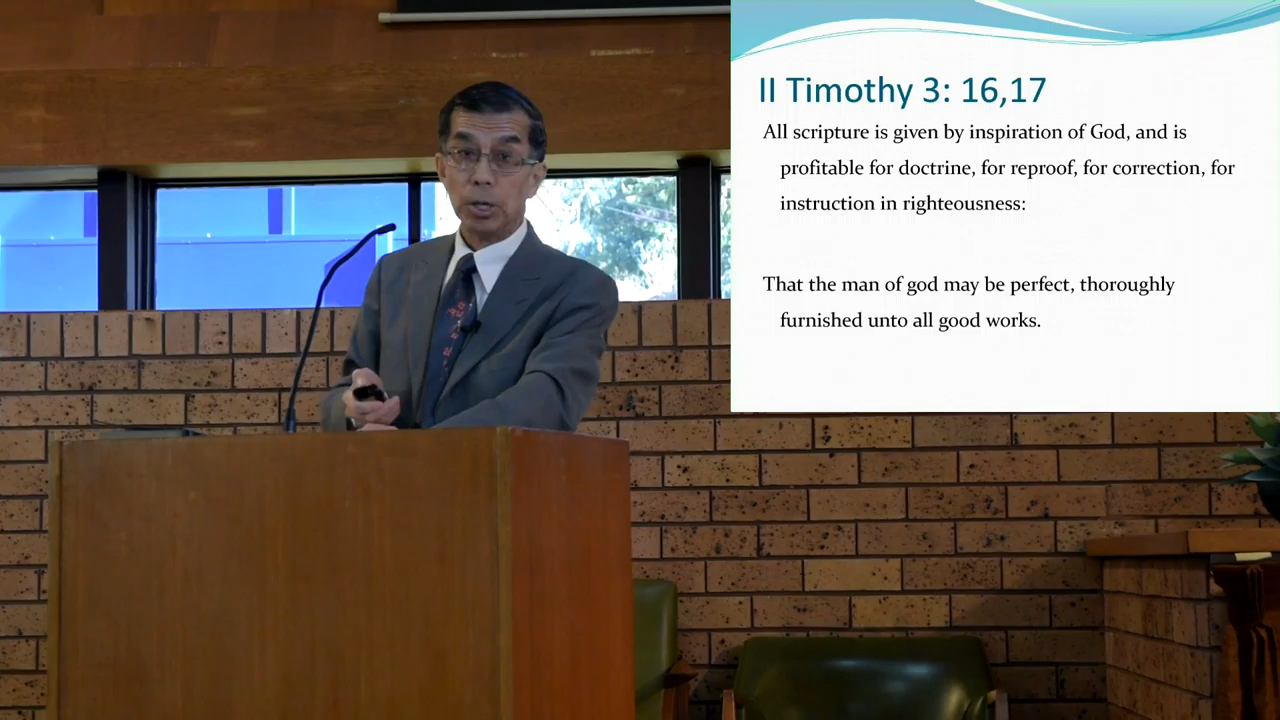 II Timothy 3: 16,17
All scripture is given by inspiration of God, and is
profitable for doctrine, for reproof, for correction, for
instruction in righteousness:
That the man of god may be perfect, thoroughly
furnished unto all good works.